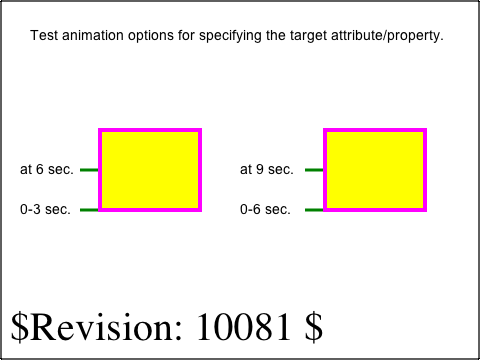 Test animation options for specifying the target attribute/property.
at 6 sec.
at 9 sec.
0-3 sec.
0-6 sec.
$Revision: 10081 $